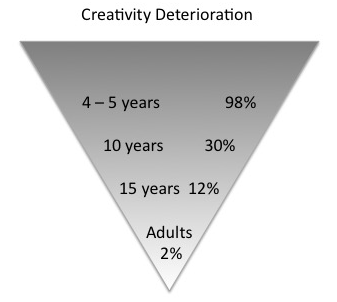 Creativity Deterioration
4 – 5 years 98%
10 years 30%
15 years 12%
Adults
2%